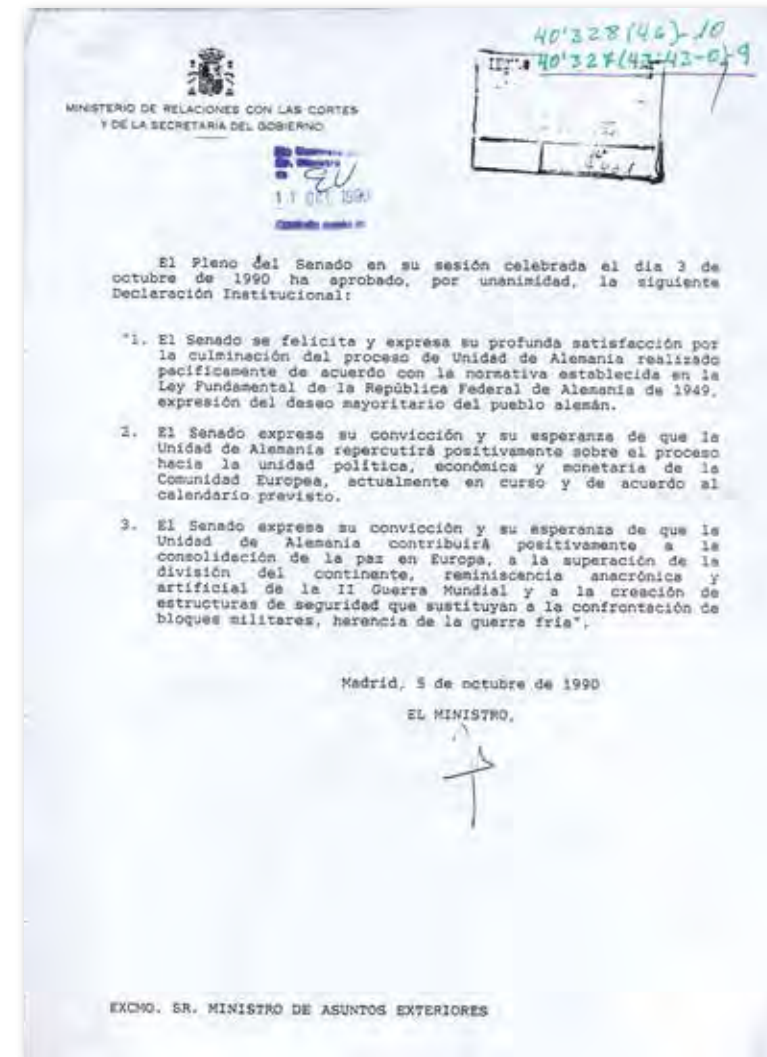 40'328(46)-10
40'327(43:43-0)-9
MINISTERIO DE RELACIONES CON LAS CORTES
Y DE LA SECRETARIA DEL GOBIERNO
11 OCT. 1990
El Pleno del Senado en su sesión celebrada el día 3 de
octubre de 1990 ha aprobado, por unanimidad, la siguiente
Declaración Institucional:
"1. El Senado se felicita y expresa su profunda satisfacción por
la culminación del proceso de Unidad de Alemania realizado
pacíficamente de acuerdo con la normativa establecida en la
Ley Fundamental de la República Federal de Alemania de 1949,
expresión del deseo mayoritario del pueblo alemán.
2. El Senado expresa su convicción y su esperanza de que la
Unidad de Alemania repercutirá positivamente sobre el proceso
hacia la unidad política, económica y monetaria de la
Comunidad Europea, actualmente en curso y de acuerdo al
calendario previsto.
3. El Senado expresa su convicción y su esperanza de que la
Unidad de Alemania contribuirá positivamente a la
consolidación de la paz en Europa, a la superación de la
división del continente, reminiscencia anacrónica y
artificial de la II Guerra Mundial y a la creación de
estructuras de seguridad que sustituyan a la confrontación de
bloques militares, herencia de la guerra fría".
Madrid, 5 de octubre de 1990
EL MINISTRO,
EXCMO. SR. MINISTRO DE ASUNTOS EXTERIORES